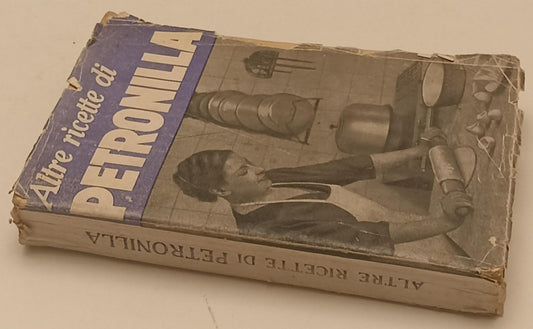 Altre ricette di
PETRONILLA
ALTRE RICETTE DI PETRONILLA